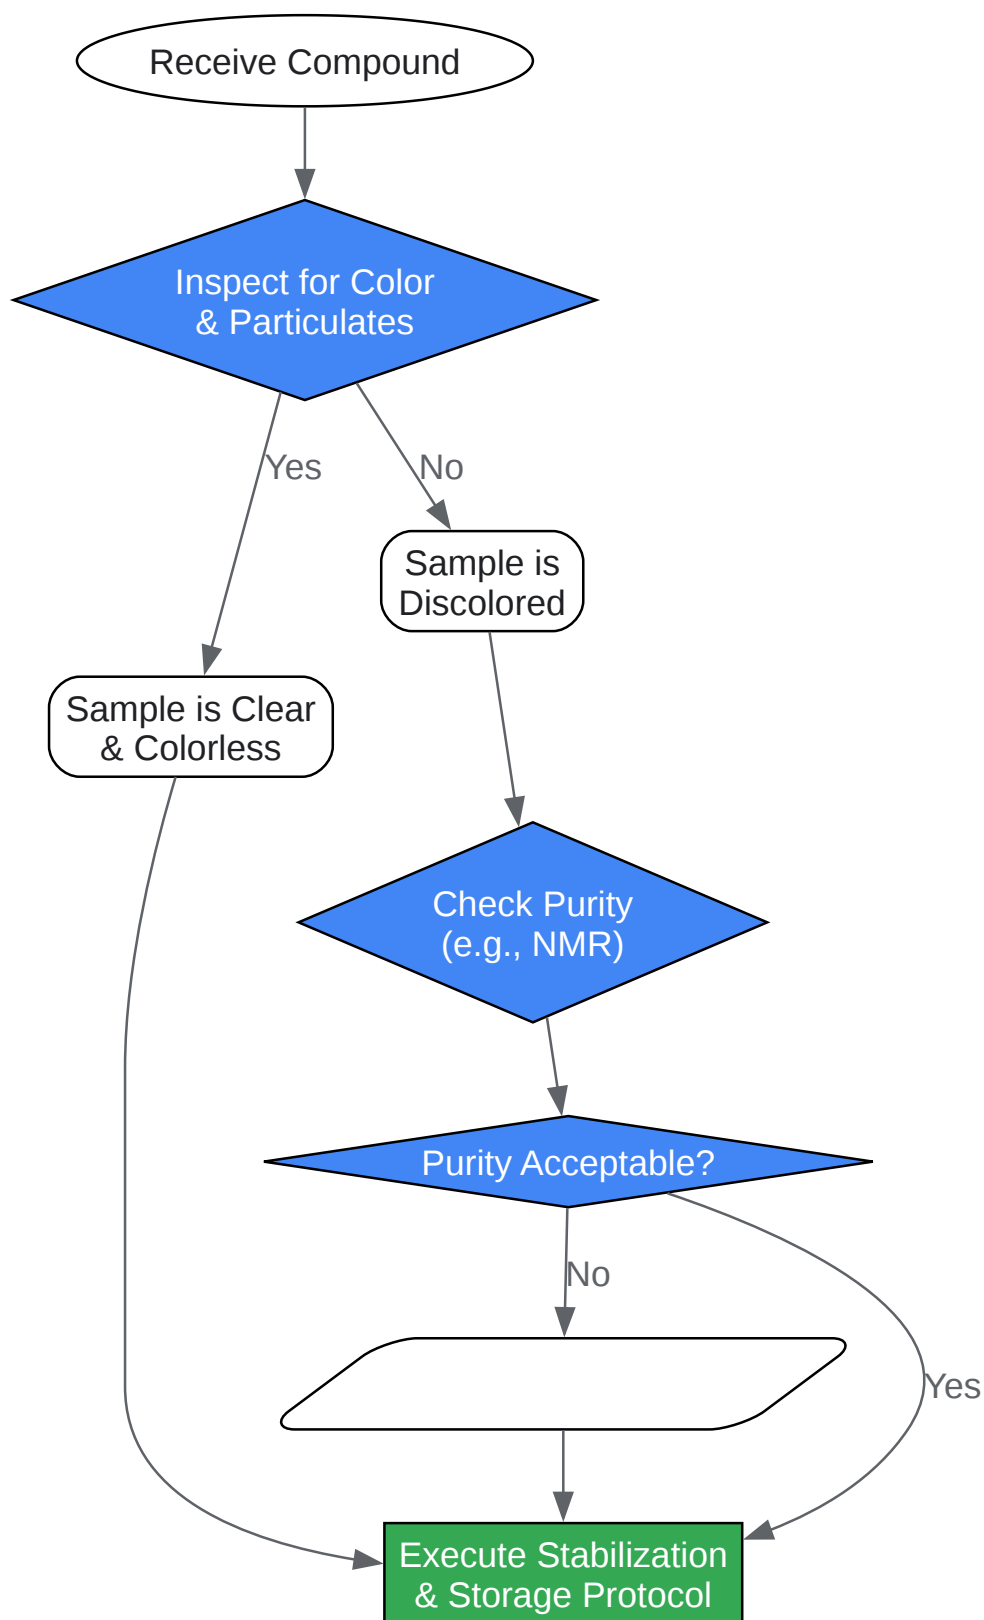 Receive Compound
Inspect for Color
& Particulates
Yes
No
Sample is
Discolored
Sample is Clear
& Colorless
Check Purity
(e.g., NMR)
Purity Acceptable?
No
Yes
Execute Stabilization
& Storage Protocol